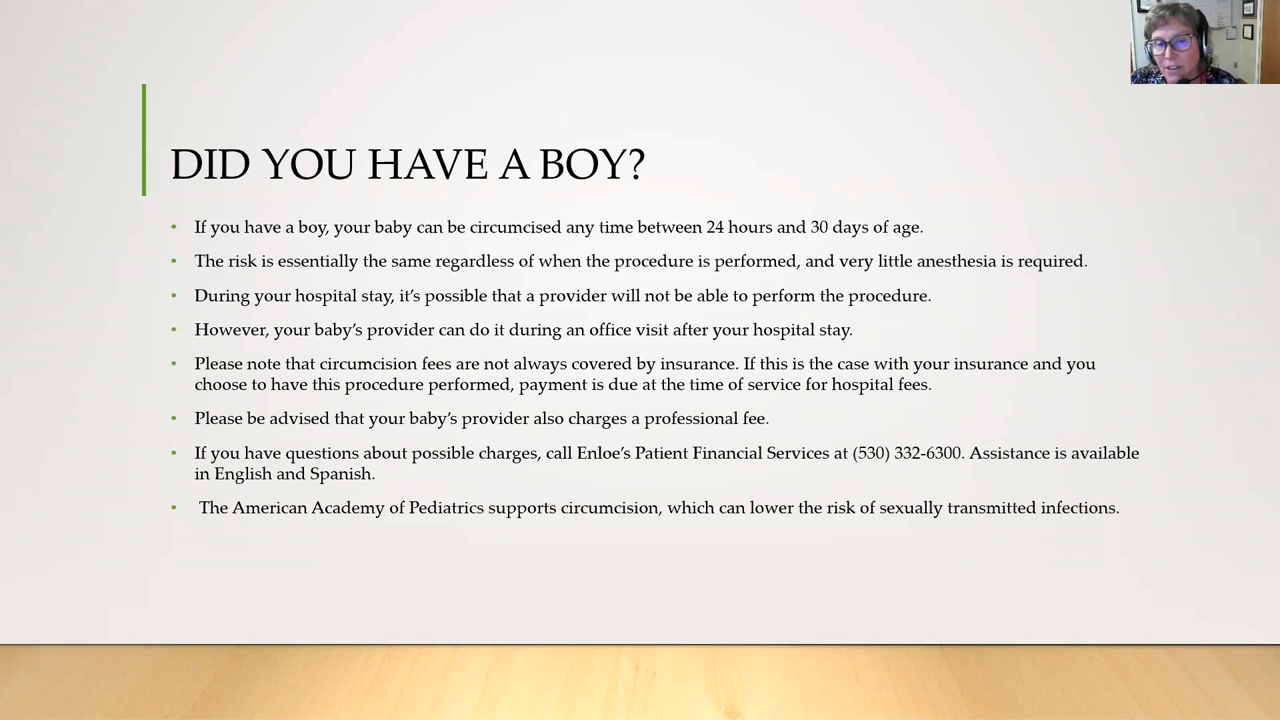 DID YOU HAVE A BOY?
• If you have a boy, your baby can be circumcised any time between 24 hours and 30 days of age.
• The risk is essentially the same regardless of when the procedure is performed, and very little anesthesia is required.
• During your hospital stay, it’s possible that a provider will not be able to perform the procedure.
• However, your baby’s provider can do it during an office visit after your hospital stay.
• Please note that circumcision fees are not always covered by insurance. If this is the case with your insurance and you
choose to have this procedure performed, payment is due at the time of service for hospital fees.
• Please be advised that your baby’s provider also charges a professional fee.
• If you have questions about possible charges, call Enloe’s Patient Financial Services at (530) 332-6300. Assistance is available
in English and Spanish.
• The American Academy of Pediatrics supports circumcision, which can lower the risk of sexually transmitted infections.